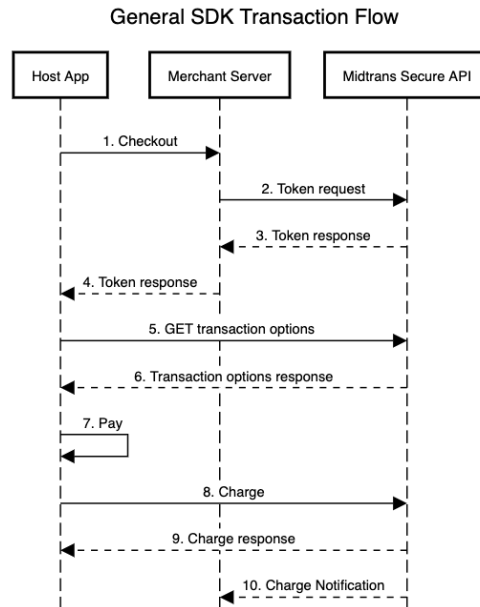 General SDK Transaction Flow
Host App
Merchant Server
Midtrans Secure API
1. Checkout
2. Token request
3. Token response
4. Token response
5. GET transaction options
6. Transaction options response
7. Pay
8. Charge
9. Charge response
10. Charge Notification